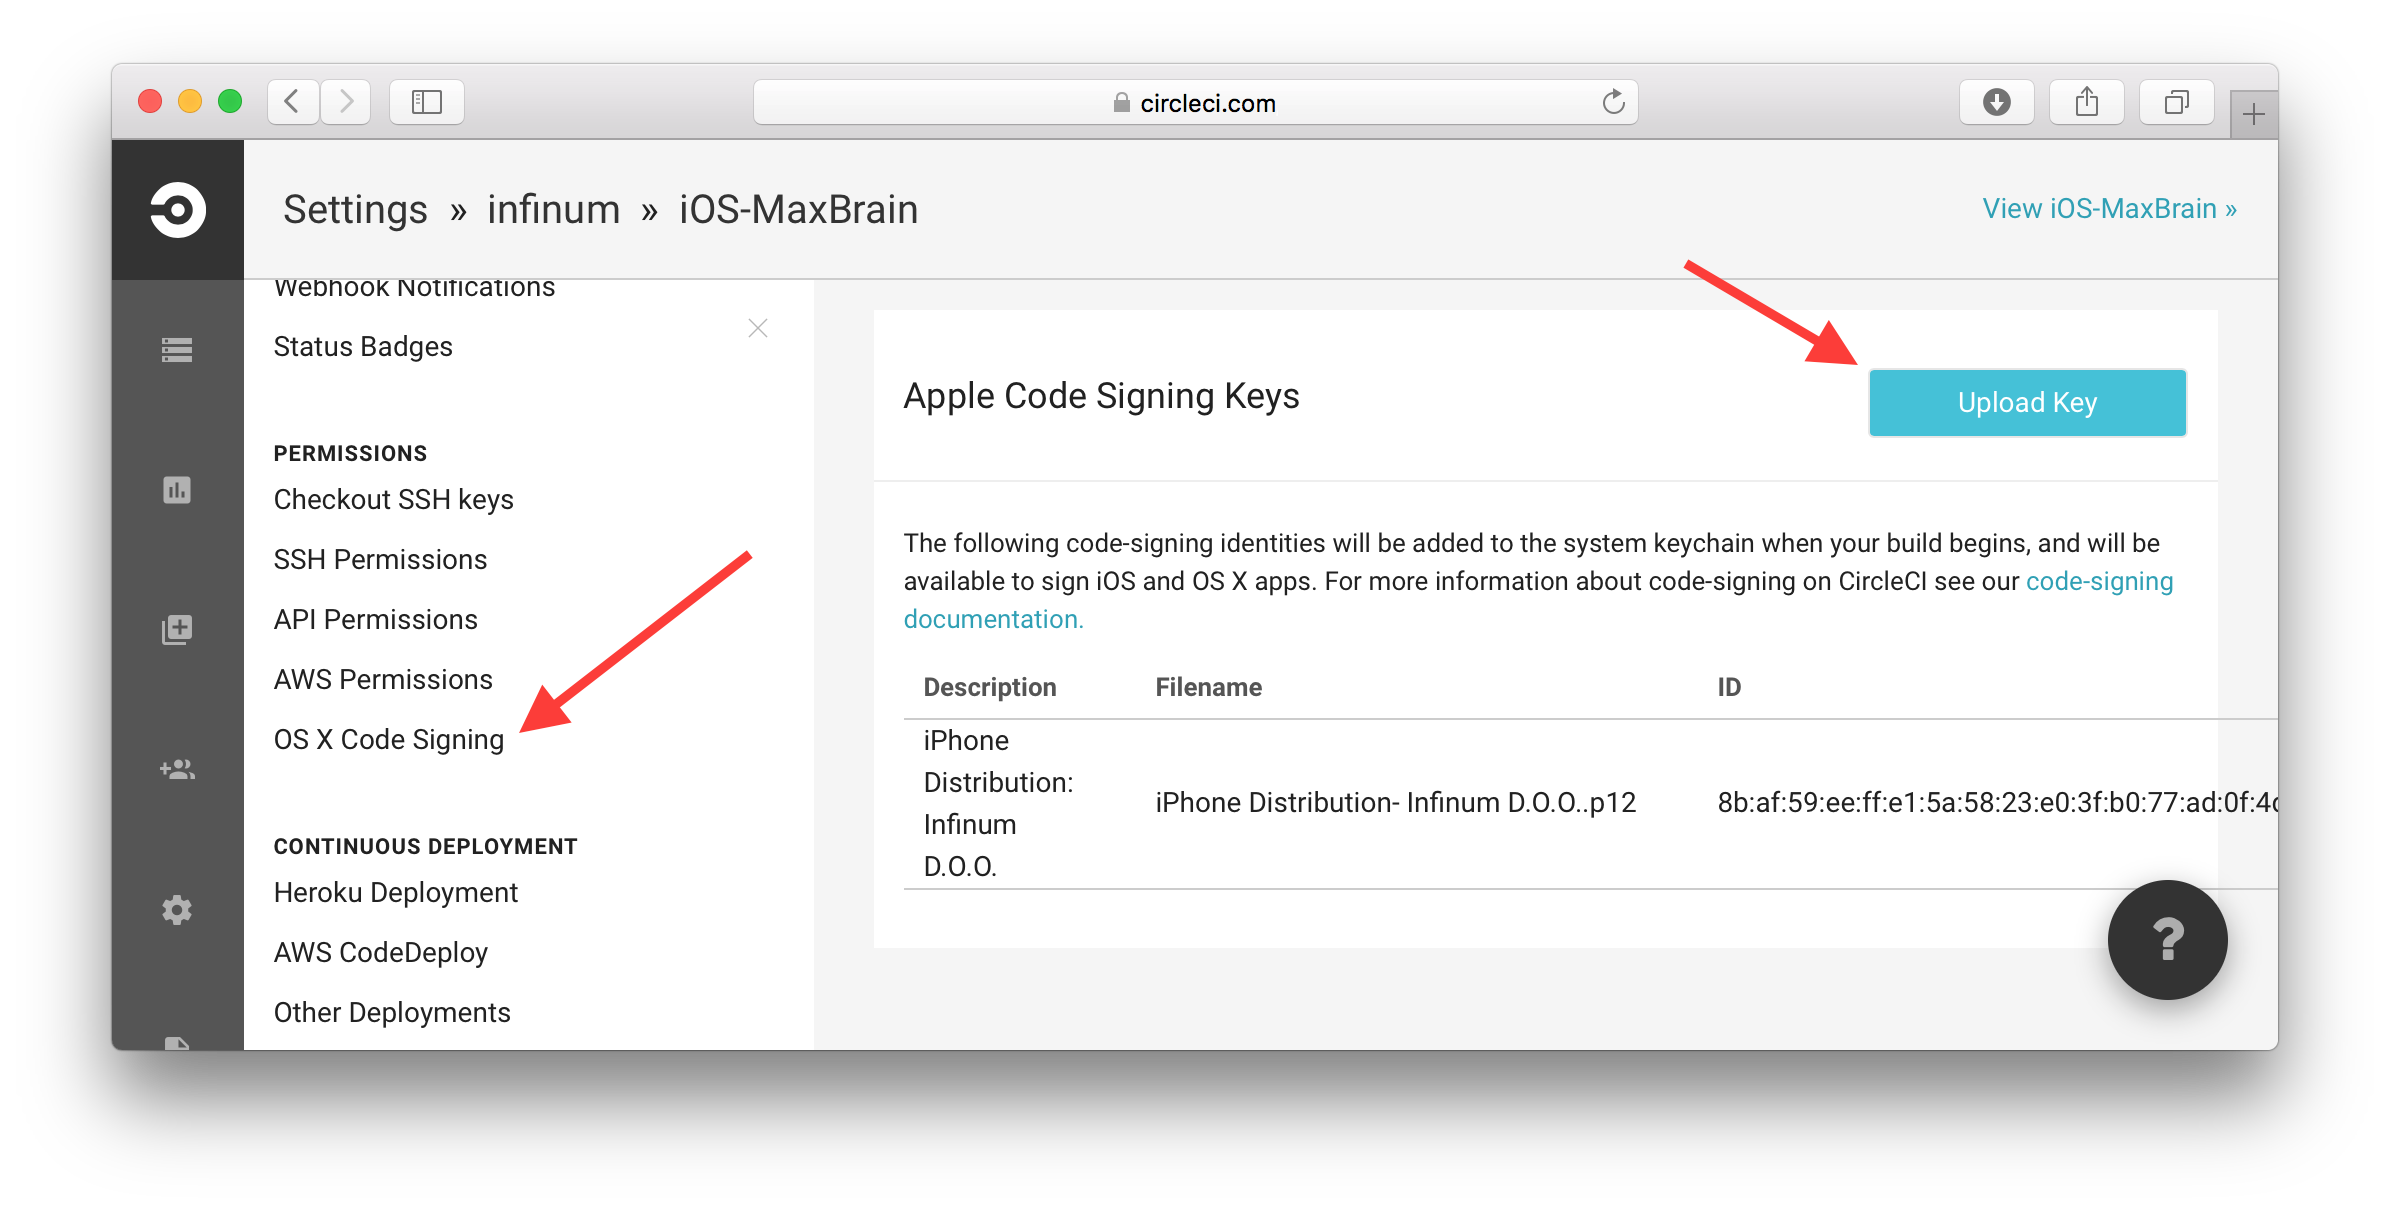 circleci.com
Settings » infinum » iOS-MaxBrain
View iOS-MaxBrain »
Webhook Notifications
Status Badges
PERMISSIONS
Checkout SSH keys
SSH Permissions
API Permissions
AWS Permissions
OS X Code Signing
CONTINUOUS DEPLOYMENT
Heroku Deployment
AWS CodeDeploy
Other Deployments
Apple Code Signing Keys
Upload Key
The following code-signing identities will be added to the system keychain when your build begins, and will be
available to sign iOS and OS X apps. For more information about code-signing on CircleCI see our code-signing
documentation.
Description Filename ID
iPhone
Distribution:
Infinum
D.O.O.
iPhone Distribution- Infinum D.O.O..p12
8b:af:59:ee:ff:e1:5a:58:23:e0:3f:b0:77:ad:0f:4
?